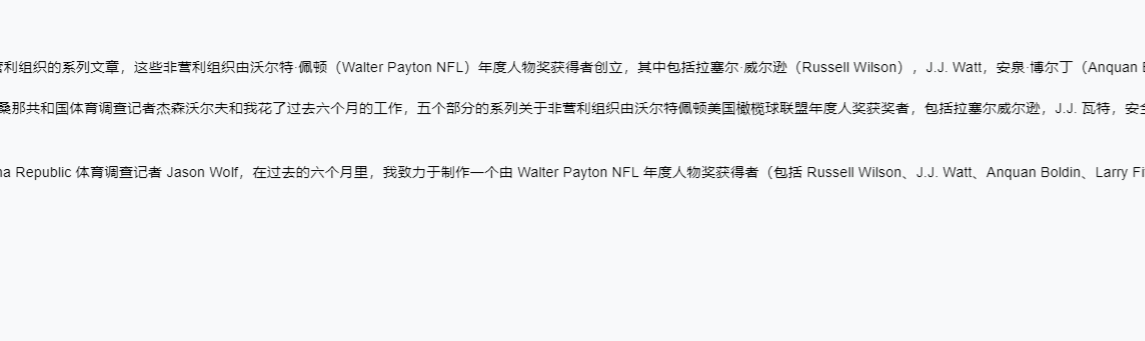 营利组织的系列文章，这些非营利组织由沃尔特·佩顿（Walter Payton NFL）年度人物奖获得者创立，其中包括拉塞尔·威尔逊（Russell Wilson），J.J. Watt，安泉·博尔丁（Anquan
桑那共和国体育调查记者杰森沃尔夫和我花了过去六个月的工作，五个部分的系列关于非营利组织由沃尔特佩顿美国橄榄球联盟年度人奖获奖者，包括拉塞尔威尔逊，J.J. 瓦特，安
na Republic 体育调查记者 Jason Wolf，在过去的六个月里，我致力于制作一个由 Walter Payton NFL 年度人物奖获得者（包括 Russell Wilson、J.J. Watt、Anquan Boldin、Larry Fi